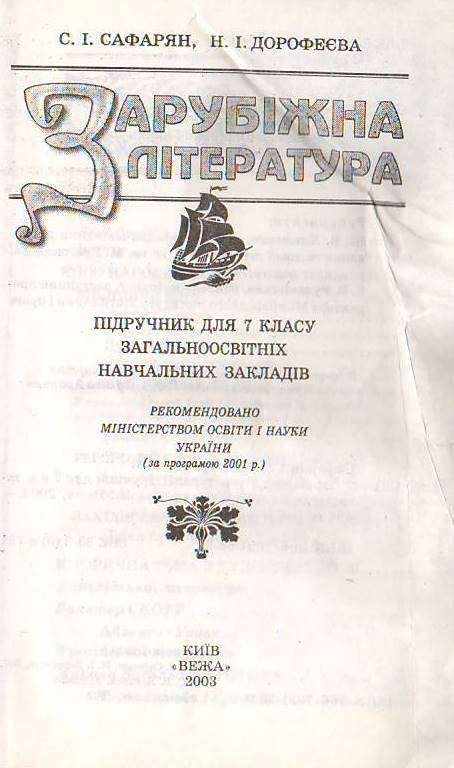 С. І. САФАРЯН, Н. І. ДОРОФЕЄВА
ЗАРУБІЖНА
ЛІТЕРАТУРА
ПІДРУЧНИК ДЛЯ 7 КЛАСУ
ЗАГАЛЬНООСВІТНІХ
НАВЧАЛЬНИХ ЗАКЛАДІВ
РЕКОМЕНДОВАНО
МІНІСТЕРСТВОМ ОСВІТИ І НАУКИ
УКРАЇНИ
(за програмою 2001 р.)
КИЇВ
«ВЕЖА»
2003